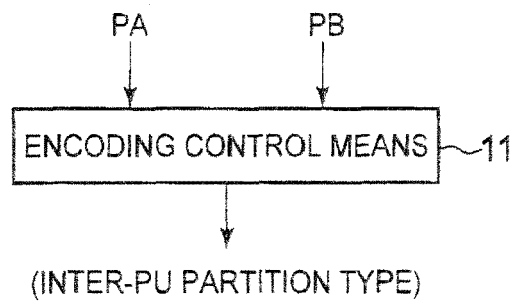 PA PB
ENCODING CONTROL MEANS 11
(INTER-PU PARTITION TYPE)